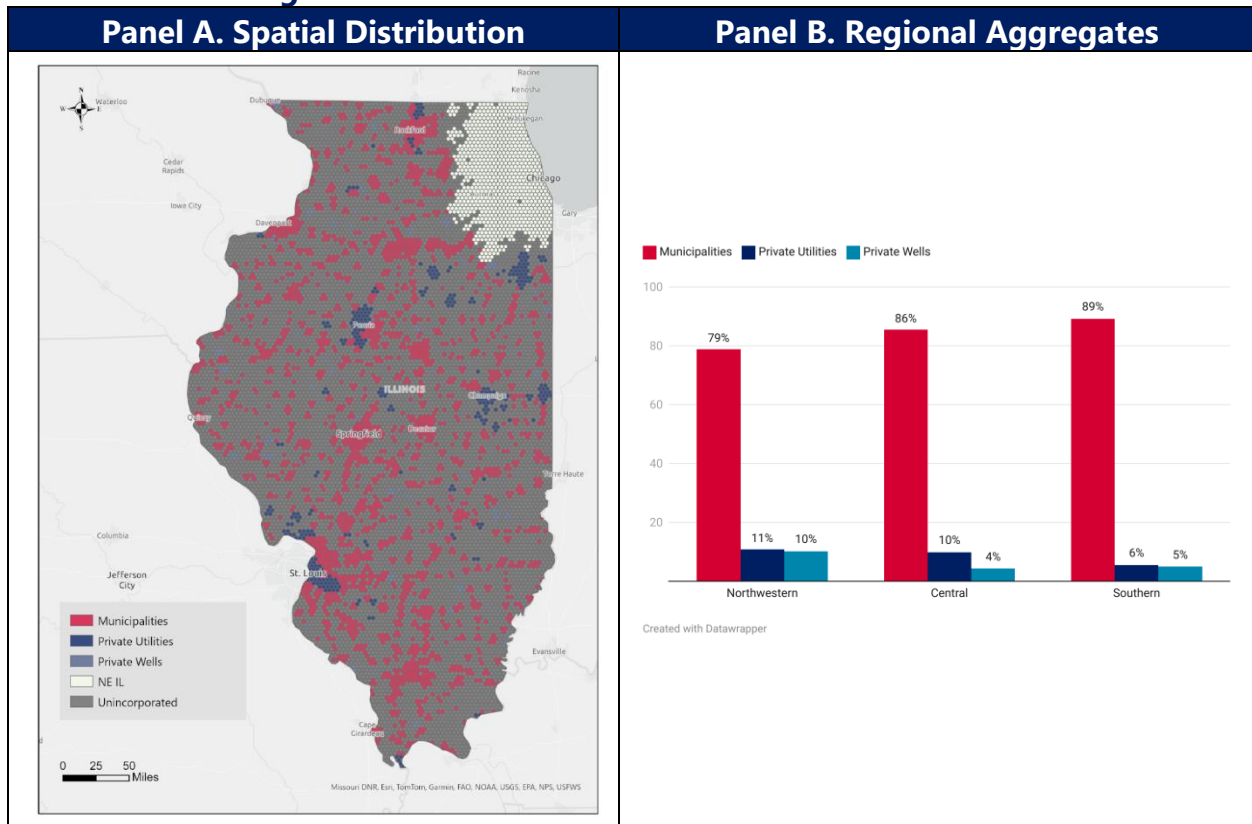 Panel A. Spatial Distribution
Panel B. Regional Aggregates
N
W
E
S
Waterloo
Dubuque
Racine
Kenosha
Rockford
Waukegan
Cedar
Rapids
Chicago
Aurora
Iowa City
Davenport
Gary
Peoria
ILLINOIS
Champaign
Quincy
Springfield
Decatur
Terre Haute
Columbia
Jefferson
City
St. Louis
Evansville
Cape
Girardeau
Municipalities
Private Utilities
Private Wells
NE IL
Unincorporated
0 25 50
Miles
Missouri DNR, Esri, TomTom, Garmin, FAO, NOAA, USGS, EPA, NPS, USFWS
Municipalities Private Utilities Private Wells
100
80
60
40
20
79%
11%
10%
86%
10%
4%
89%
6%
5%
Northwestern Central Southern
Created with Datawrapper